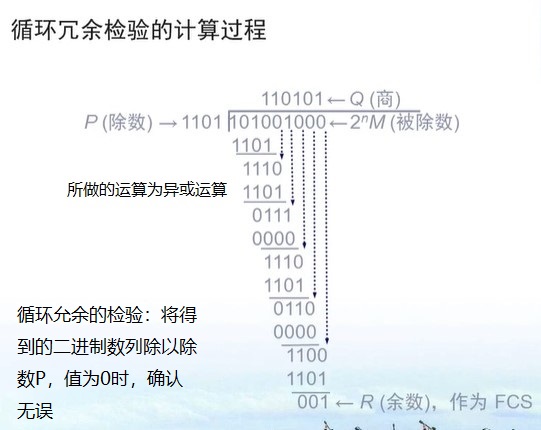 循环冗余检验的计算过程
110101 ← Q (商)
P (除数) → 1101 101001000 ← 2ⁿM (被除数)
1101
1110
所做的运算为异或运算
1101
0111
0000
1110
1101
0110
循环允余的检验：将得
到的二进制数列除以除
数P，值为0时，确认
无误
0000
1100
1101
001 ← R (余数)，作为 FCS